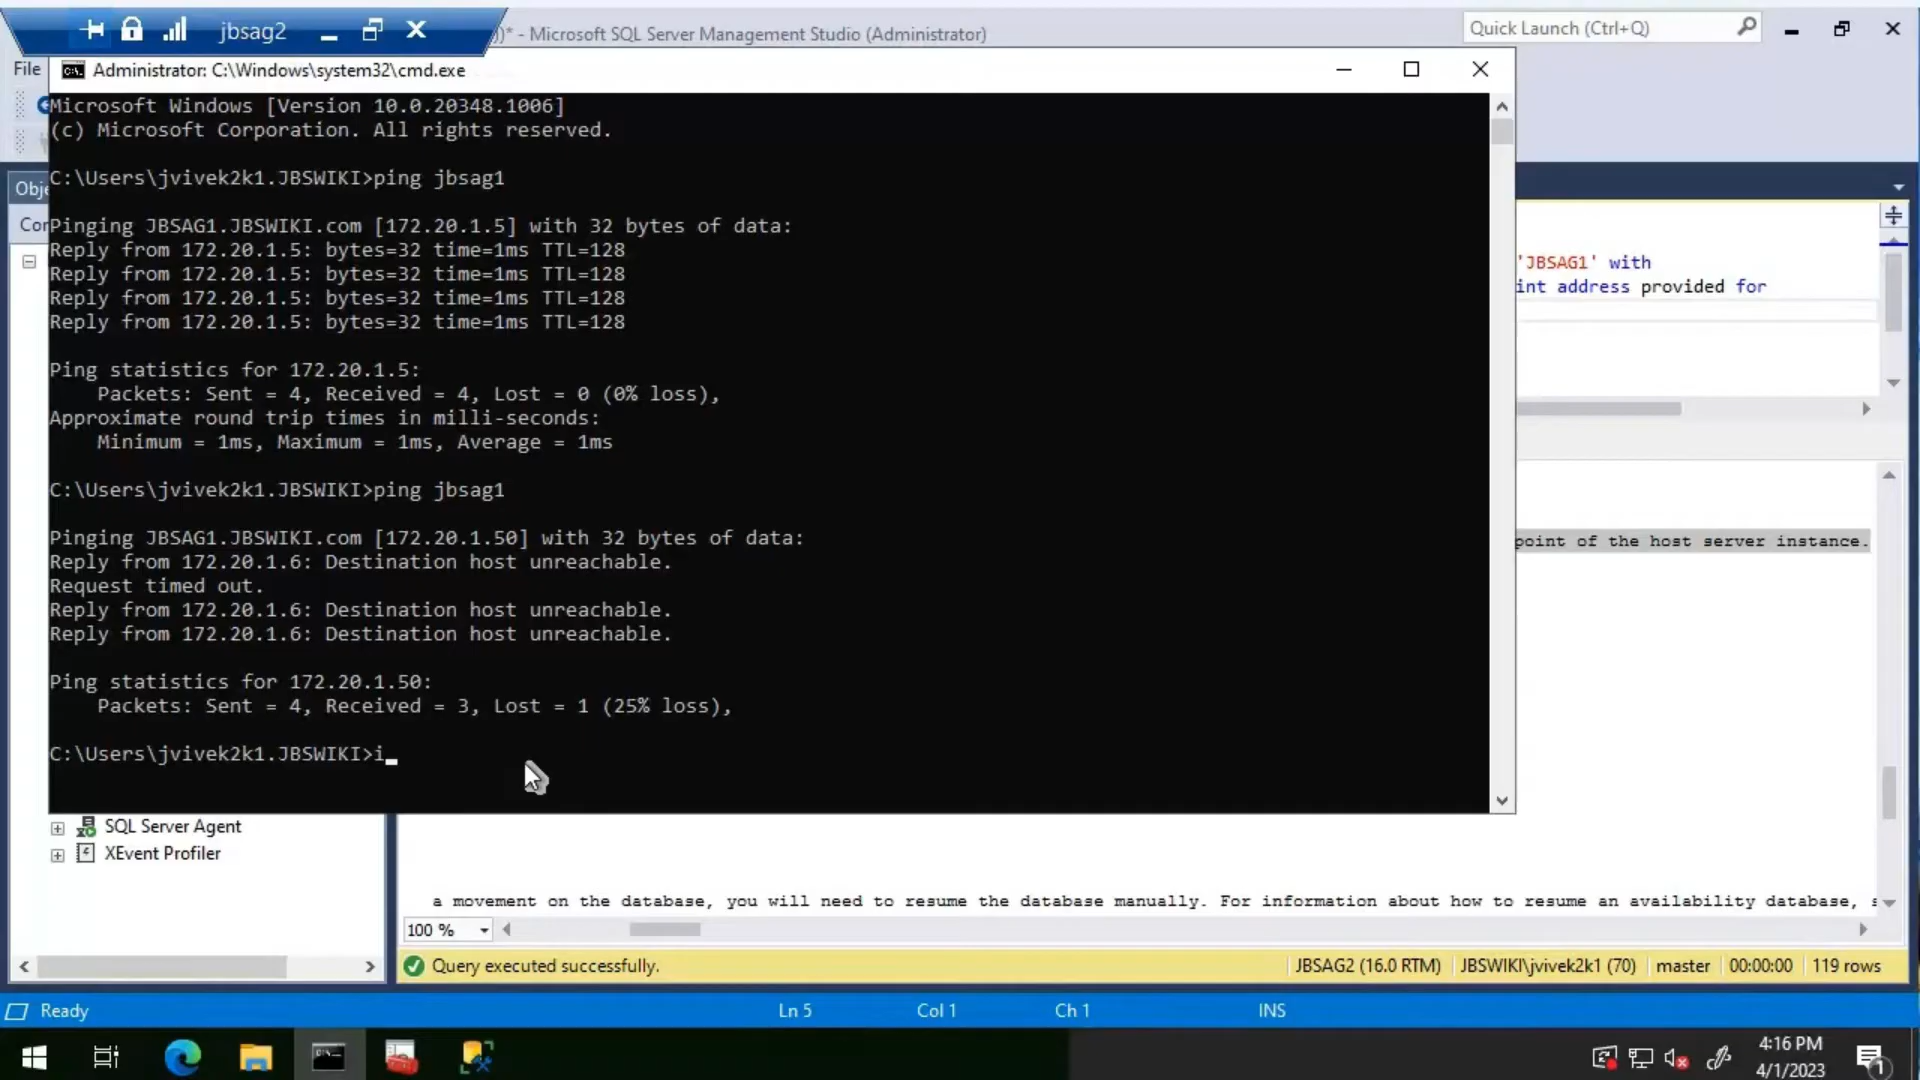 jbsag2
)* - Microsoft SQL Server Management Studio (Administrator)
Quick Launch (Ctrl+Q)
File
Administrator: C:\Windows\system32\cmd.exe
Microsoft Windows [Version 10.0.20348.1006]
(c) Microsoft Corporation. All rights reserved.
C:\Users\jvivek2k1.JBSWIKI>ping jbsag1
Obje
Con
Pinging JBSAG1.JBSWIKI.com [172.20.1.5] with 32 bytes of data:
Reply from 172.20.1.5: bytes=32 time=1ms TTL=128
Reply from 172.20.1.5: bytes=32 time=1ms TTL=128
Reply from 172.20.1.5: bytes=32 time=1ms TTL=128
Reply from 172.20.1.5: bytes=32 time=1ms TTL=128
'JBSAG1' with
int address provided for
Ping statistics for 172.20.1.5:
Packets: Sent = 4, Received = 4, Lost = 0 (0% loss),
Approximate round trip times in milli-seconds:
Minimum = 1ms, Maximum = 1ms, Average = 1ms
C:\Users\jvivek2k1.JBSWIKI>ping jbsag1
Pinging JBSAG1.JBSWIKI.com [172.20.1.50] with 32 bytes of data:
Reply from 172.20.1.6: Destination host unreachable.
Request timed out.
Reply from 172.20.1.6: Destination host unreachable.
Reply from 172.20.1.6: Destination host unreachable.
point of the host server instance.
Ping statistics for 172.20.1.50:
Packets: Sent = 4, Received = 3, Lost = 1 (25% loss),
C:\Users\jvivek2k1.JBSWIKI>i
SQL Server Agent
XEvent Profiler
a movement on the database, you will need to resume the database manually. For information about how to resume an availability database, s
100 %
Query executed successfully.
JBSAG2 (16.0 RTM) JBSWIKI\jvivek2k1 (70) master 00:00:00 119 rows
Ready Ln 5 Col 1 Ch 1 INS
4:16 PM
4/1/2023
1